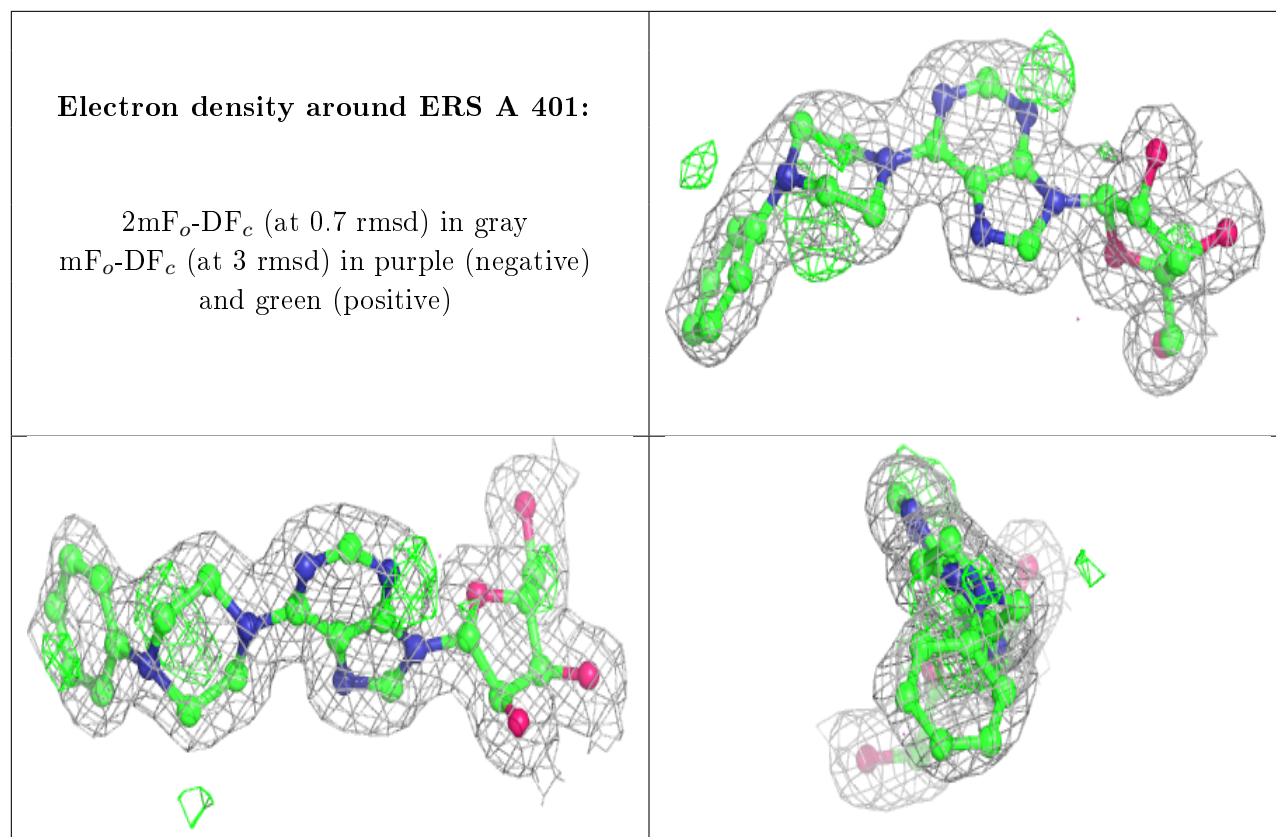 Electron density around ERS A 401:
2mFₒ-DF𝒸 (at 0.7 rmsd) in gray
mFₒ-DF𝒸 (at 3 rmsd) in purple (negative)
and green (positive)